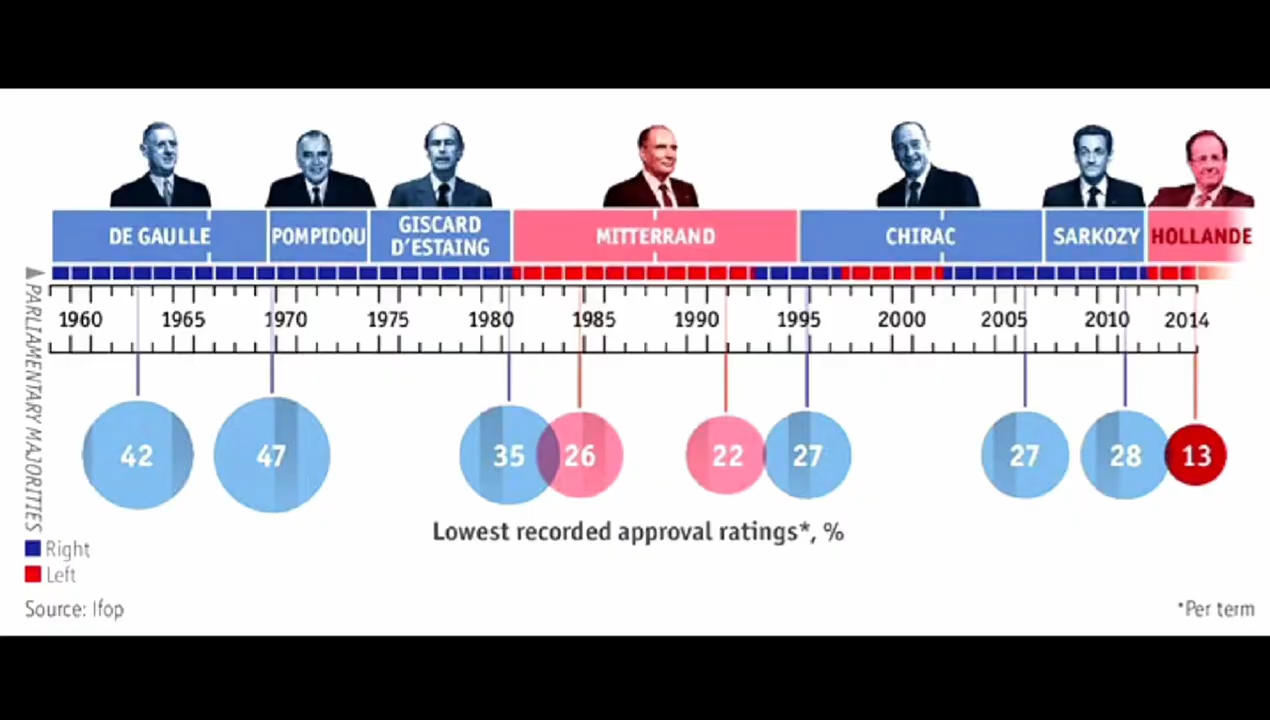 DE GAULLE
POMPIDOU
GISCARD
D'ESTAING
MITTERRAND
CHIRAC
SARKOZY
HOLLANDE
PARLIAMENTARY MAJORITIES
1960 1965 1970 1975 1980 1985 1990 1995 2000 2005 2010 2014
42 47 35 26 22 27 27 28 13
Lowest recorded approval ratings*, %
Right
Left
Source: Ifop
*Per term